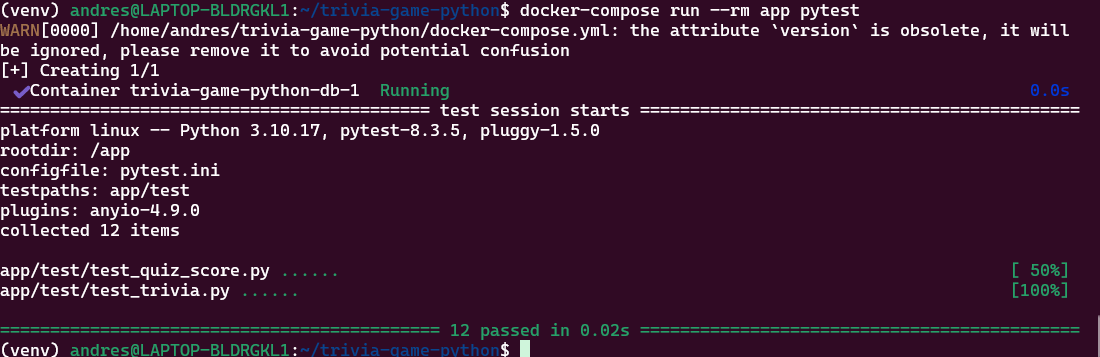 (venv) andres@LAPTOP-BLDRGKL1:~/trivia-game-python$ docker-compose run --rm app pytest
WARN[0000] /home/andres/trivia-game-python/docker-compose.yml: the attribute `version` is obsolete, it will
be ignored, please remove it to avoid potential confusion
[+] Creating 1/1
✔Container trivia-game-python-db-1  Running 0.0s
=========================================== test session starts ============================================
platform linux -- Python 3.10.17, pytest-8.3.5, pluggy-1.5.0
rootdir: /app
configfile: pytest.ini
testpaths: app/test
plugins: anyio-4.9.0
collected 12 items
app/test/test_quiz_score.py ...... [ 50%]
app/test/test_trivia.py ...... [100%]
============================================ 12 passed in 0.02s ============================================
(venv) andres@LAPTOP-BLDRGKL1:~/trivia-game-python$